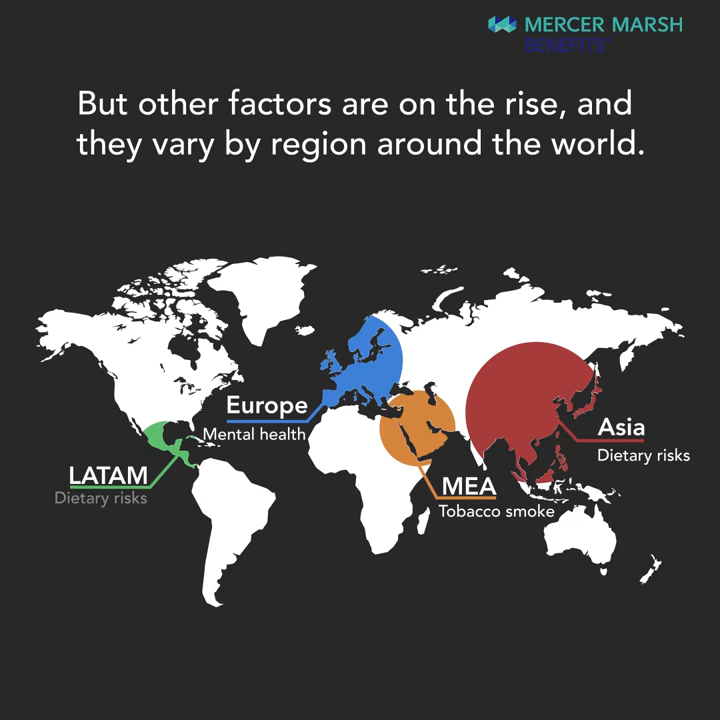 MERCER MARSH
BENEFITS™
But other factors are on the rise, and
they vary by region around the world.
Europe
Mental health
Asia
Dietary risks
LATAM
Dietary risks
MEA
Tobacco smoke